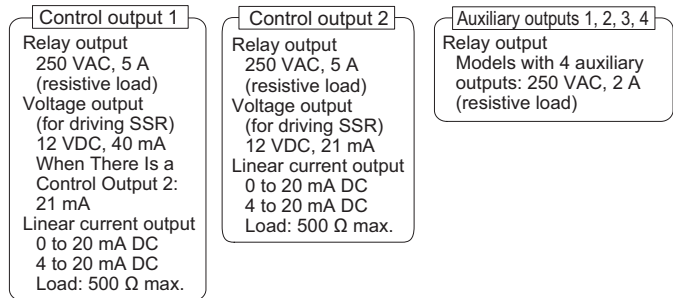 Control output 1
Relay output
250 VAC, 5 A
(resistive load)
Voltage output
(for driving SSR)
12 VDC, 40 mA
When There Is a
Control Output 2:
21 mA
Linear current output
0 to 20 mA DC
4 to 20 mA DC
Load: 500 Ω max.
Control output 2
Relay output
250 VAC, 5 A
(resistive load)
Voltage output
(for driving SSR)
12 VDC, 21 mA
Linear current output
0 to 20 mA DC
4 to 20 mA DC
Load: 500 Ω max.
Auxiliary outputs 1, 2, 3, 4
Relay output
Models with 4 auxiliary
outputs: 250 VAC, 2 A
(resistive load)